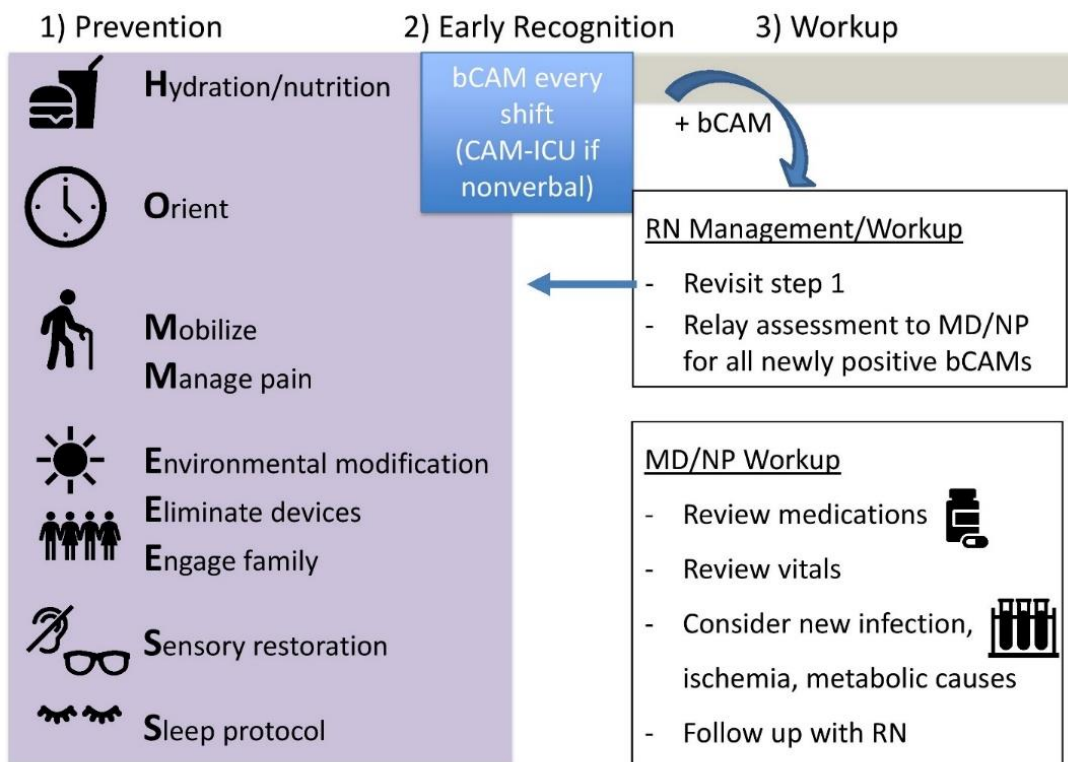 1) Prevention
2) Early Recognition
3) Workup
Hydration/nutrition
Orient
Mobilize
Manage pain
Environmental modification
Eliminate devices
Engage family
Sensory restoration
Sleep protocol
bCAM every
shift
(CAM-ICU if
nonverbal)
+ bCAM
RN Management/Workup
- Revisit step 1
- Relay assessment to MD/NP
for all newly positive bCAMs
MD/NP Workup
- Review medications
- Review vitals
- Consider new infection,
ischemia, metabolic causes
- Follow up with RN